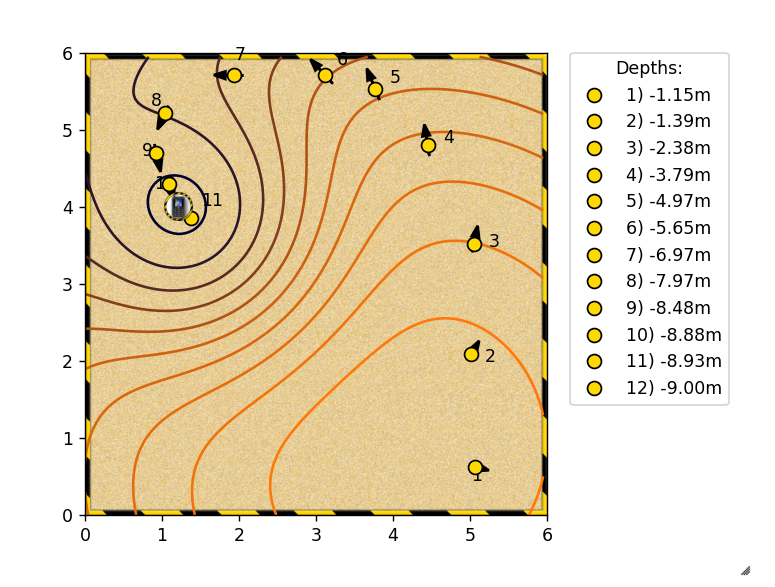 6
5
4
3
2
1
0
0 1 2 3 4 5 6
7
6
5
8
4
9
1
11
3
2
1
Depths:
1) -1.15m
2) -1.39m
3) -2.38m
4) -3.79m
5) -4.97m
6) -5.65m
7) -6.97m
8) -7.97m
9) -8.48m
10) -8.88m
11) -8.93m
12) -9.00m